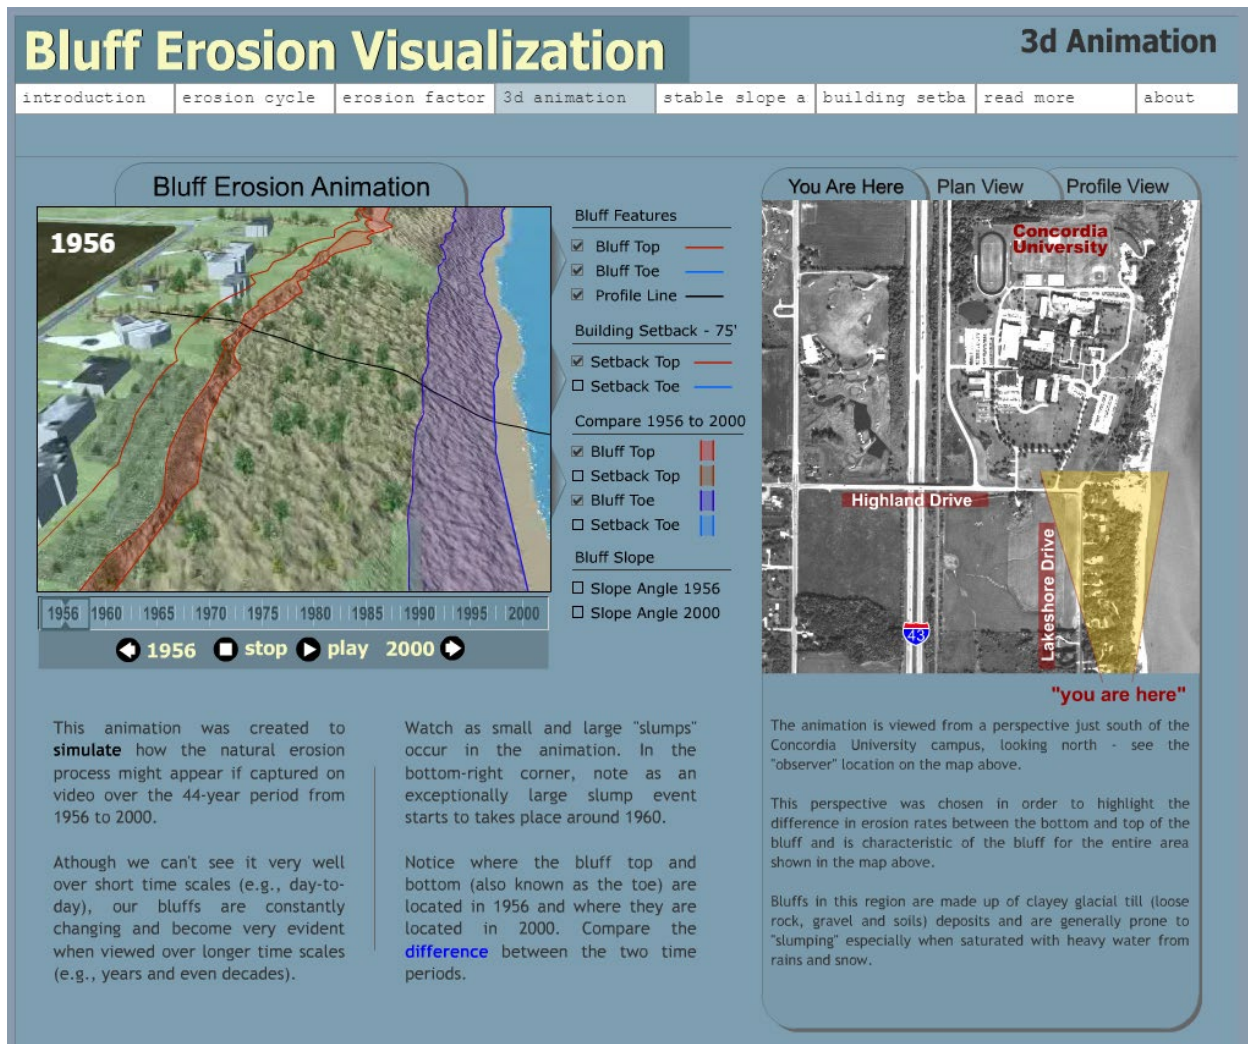 Bluff Erosion Visualization
3d Animation
introduction
erosion cycle
erosion factor
3d animation
stable slope a
building setba
read more
about
Bluff Erosion Animation
1956
Bluff Features
Bluff Top
Bluff Toe
Profile Line
Building Setback - 75'
Setback Top
Setback Toe
Compare 1956 to 2000
Bluff Top
Setback Top
Bluff Toe
Setback Toe
Bluff Slope
Slope Angle 1956
Slope Angle 2000
1956 1960 1965 1970 1975 1980 1985 1990 1995 2000
1956 stop play 2000
You Are Here
Plan View
Profile View
Concordia
University
Highland Drive
Lakeshore Drive
43
"you are here"
This animation was created to
simulate how the natural erosion
process might appear if captured on
video over the 44-year period from
1956 to 2000.
Athough we can't see it very well
over short time scales (e.g., day-to-
day), our bluffs are constantly
changing and become very evident
when viewed over longer time scales
(e.g., years and even decades).
Watch as small and large "slumps"
occur in the animation. In the
bottom-right corner, note as an
exceptionally large slump event
starts to takes place around 1960.
Notice where the bluff top and
bottom (also known as the toe) are
located in 1956 and where they are
located in 2000. Compare the
difference between the two time
periods.
The animation is viewed from a perspective just south of the
Concordia University campus, looking north - see the
"observer" location on the map above.
This perspective was chosen in order to highlight the
difference in erosion rates between the bottom and top of the
bluff and is characteristic of the bluff for the entire area
shown in the map above.
Bluffs in this region are made up of clayey glacial till (loose
rock, gravel and soils) deposits and are generally prone to
"slumping" especially when saturated with heavy water from
rains and snow.